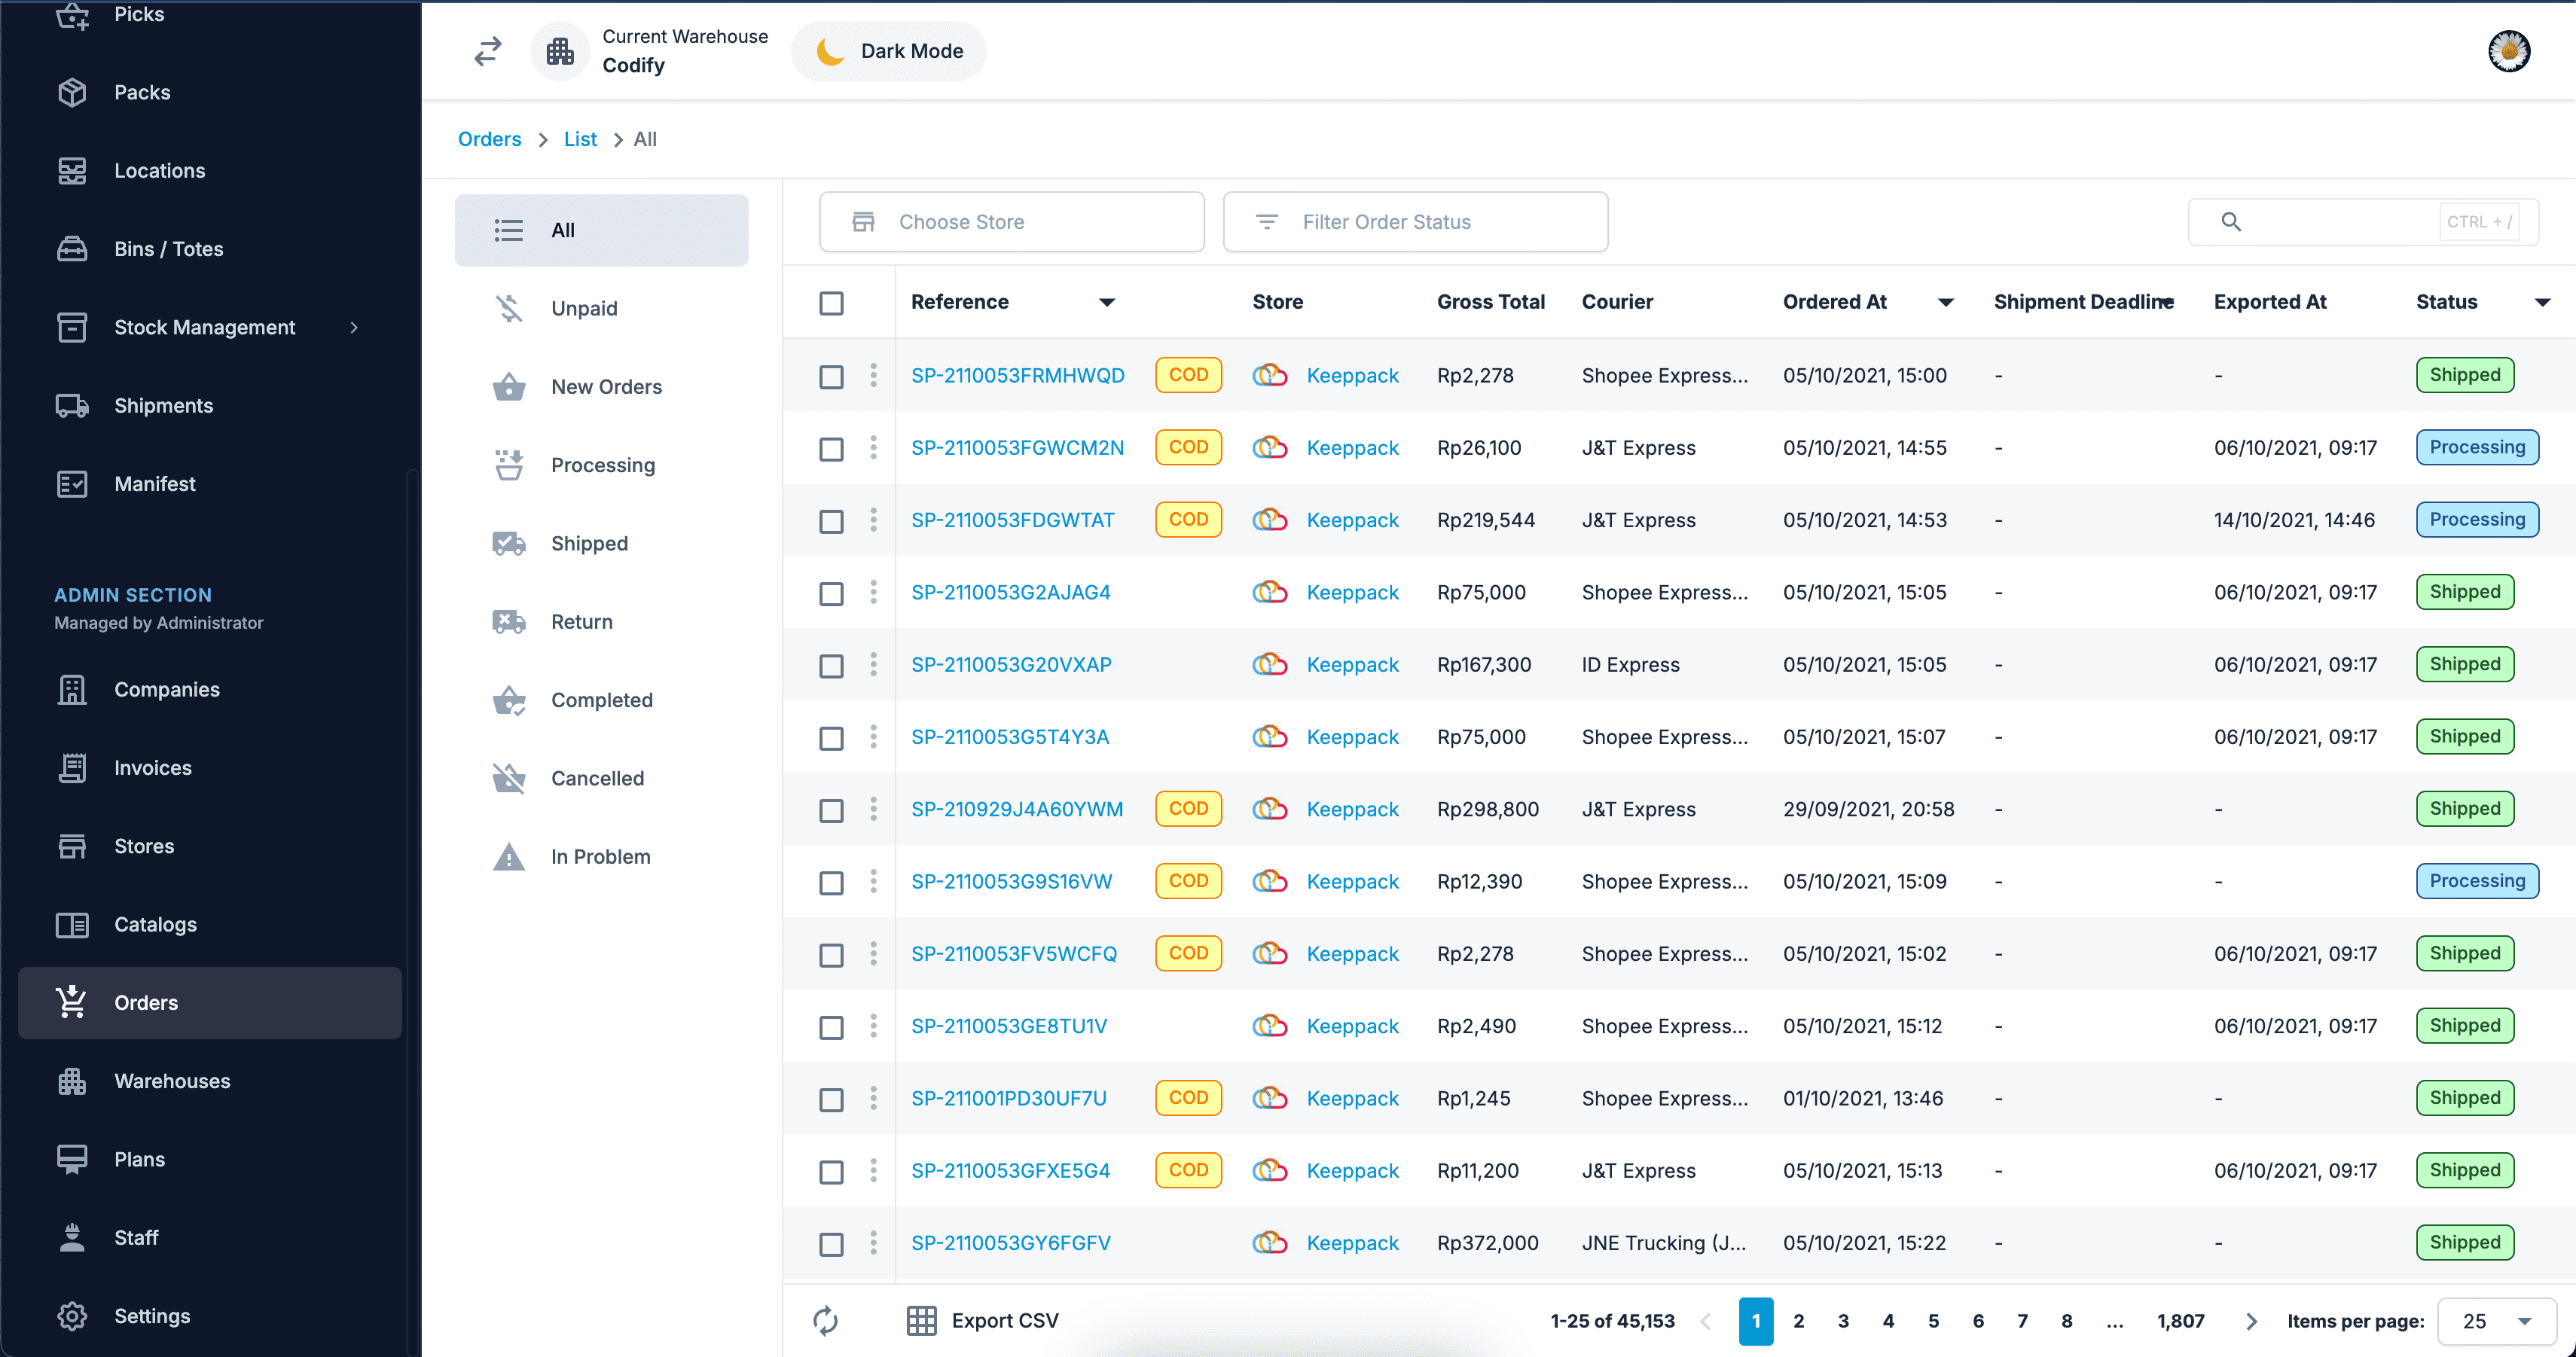 Picks
Packs
Locations
Bins / Totes
Stock Management
Shipments
Manifest
ADMIN SECTION
Managed by Administrator
Companies
Invoices
Stores
Catalogs
Orders
Warehouses
Plans
Staff
Settings
Current Warehouse
Codify
Dark Mode
Orders > List > All
All
Unpaid
New Orders
Processing
Shipped
Return
Completed
Cancelled
In Problem
Choose Store
Filter Order Status
CTRL + /
Reference Store Gross Total Courier Ordered At Shipment Deadline Exported At Status
SP-2110053FRMHWQD COD Keeppack Rp2,278 Shopee Express... 05/10/2021, 15:00 - - Shipped
SP-2110053FGWCM2N COD Keeppack Rp26,100 J&T Express 05/10/2021, 14:55 - 06/10/2021, 09:17 Processing
SP-2110053FDGWTAT COD Keeppack Rp219,544 J&T Express 05/10/2021, 14:53 - 14/10/2021, 14:46 Processing
SP-2110053G2AJAG4 Keeppack Rp75,000 Shopee Express... 05/10/2021, 15:05 - 06/10/2021, 09:17 Shipped
SP-2110053G20VXAP Keeppack Rp167,300 ID Express 05/10/2021, 15:05 - 06/10/2021, 09:17 Shipped
SP-2110053G5T4Y3A Keeppack Rp75,000 Shopee Express... 05/10/2021, 15:07 - 06/10/2021, 09:17 Shipped
SP-210929J4A60YWM COD Keeppack Rp298,800 J&T Express 29/09/2021, 20:58 - - Shipped
SP-2110053G9S16VW COD Keeppack Rp12,390 Shopee Express... 05/10/2021, 15:09 - - Processing
SP-2110053FV5WCFQ COD Keeppack Rp2,278 Shopee Express... 05/10/2021, 15:02 - 06/10/2021, 09:17 Shipped
SP-2110053GE8TU1V Keeppack Rp2,490 Shopee Express... 05/10/2021, 15:12 - 06/10/2021, 09:17 Shipped
SP-211001PD30UF7U COD Keeppack Rp1,245 Shopee Express... 01/10/2021, 13:46 - - Shipped
SP-2110053GFXE5G4 COD Keeppack Rp11,200 J&T Express 05/10/2021, 15:13 - 06/10/2021, 09:17 Shipped
SP-2110053GY6FGFV Keeppack Rp372,000 JNE Trucking (J... 05/10/2021, 15:22 - - Shipped
Export CSV 1-25 of 45,153 1 2 3 4 5 6 7 8 ... 1,807 Items per page: 25